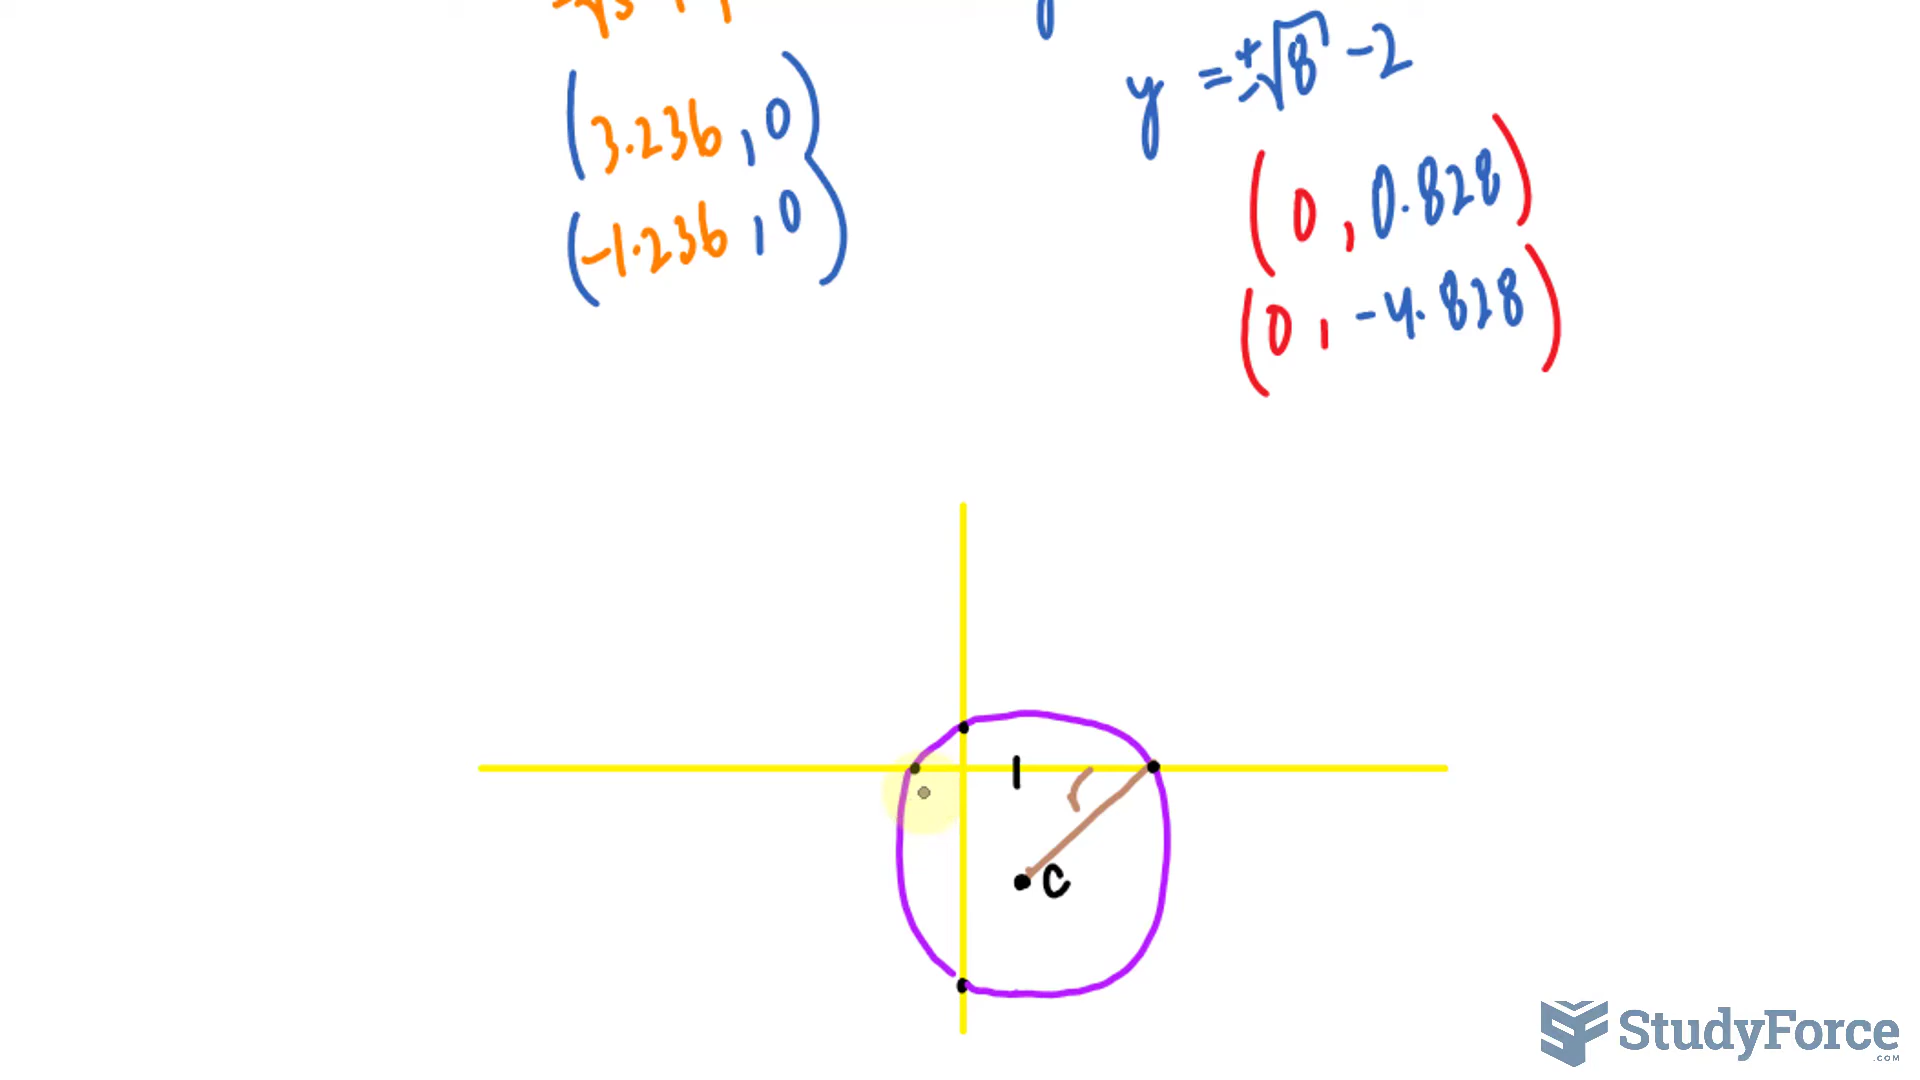 y = ±√8 - 2
(3.236, 0)
(-1.236, 0)
(0, 0.828)
(0, -4.828)
1
r
C
StudyForce
.COM